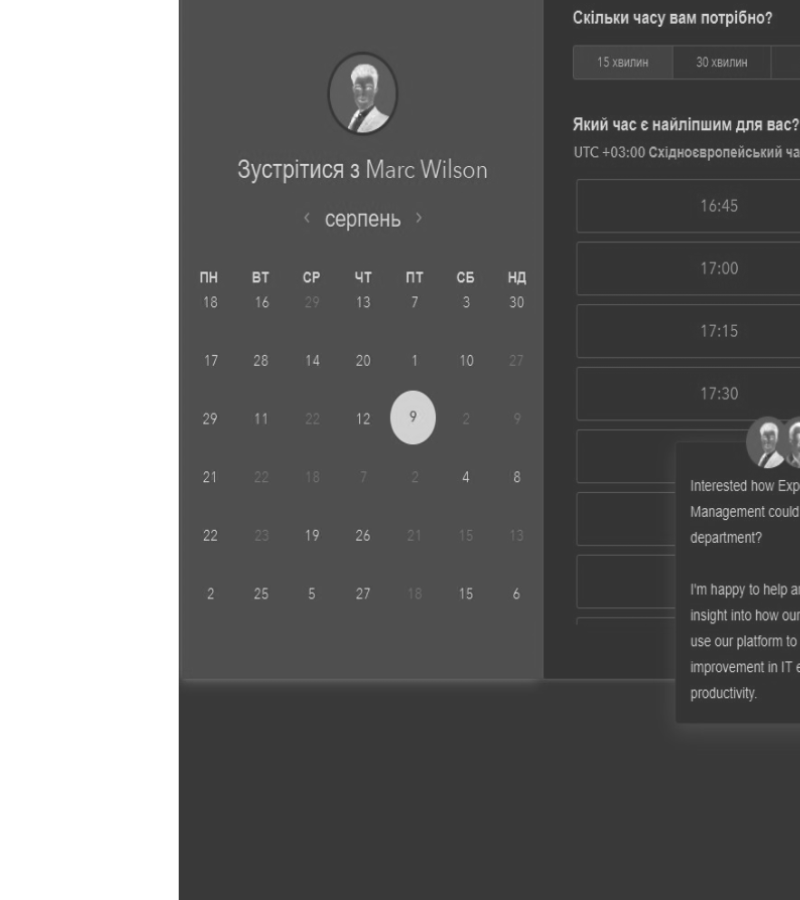 Зустрітися з Marc Wilson
‹ серпень ›
ПН ВТ СР ЧТ ПТ СБ НД
18 16 29 13 7 3 30
17 28 14 20 1 10 27
29 11 22 12 9 2 9
21 22 18 7 2 4 8
22 23 19 26 21 15 13
2 25 5 27 18 15 6
Скільки часу вам потрібно?
15 хвилин 30 хвилин
Який час є найліпшим для вас?
UTC +03:00 Східноєвропейський ча
16:45
17:00
17:15
17:30
Interested how Exp
Management could
department?
I'm happy to help a
insight into how our
use our platform to
improvement in IT e
productivity.